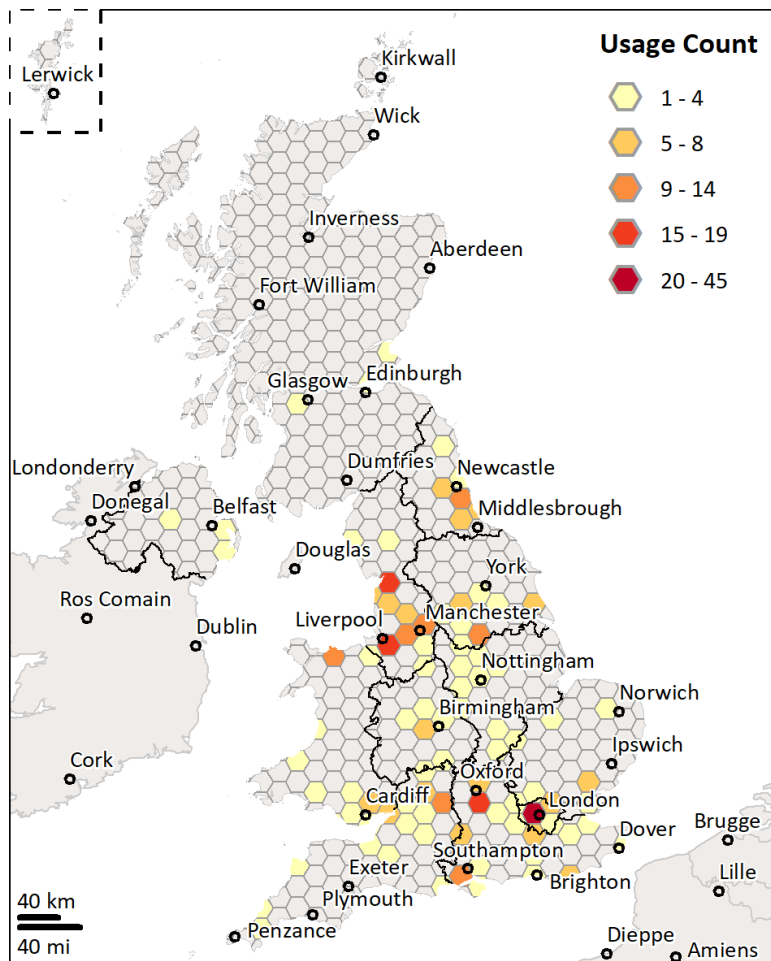 Usage Count
1 - 4
5 - 8
9 - 14
15 - 19
20 - 45
Lerwick
Kirkwall
Wick
Inverness
Aberdeen
Fort William
Glasgow
Edinburgh
Dumfries
Newcastle
Londonderry
Donegal
Belfast
Middlesbrough
Douglas
York
Ros Comain
Dublin
Liverpool
Manchester
Nottingham
Norwich
Birmingham
Ipswich
Cork
Oxford
Cardiff
London
Dover
Brugge
Southampton
Exeter
Brighton
Lille
Plymouth
Penzance
Dieppe
Amiens
40 km
40 mi